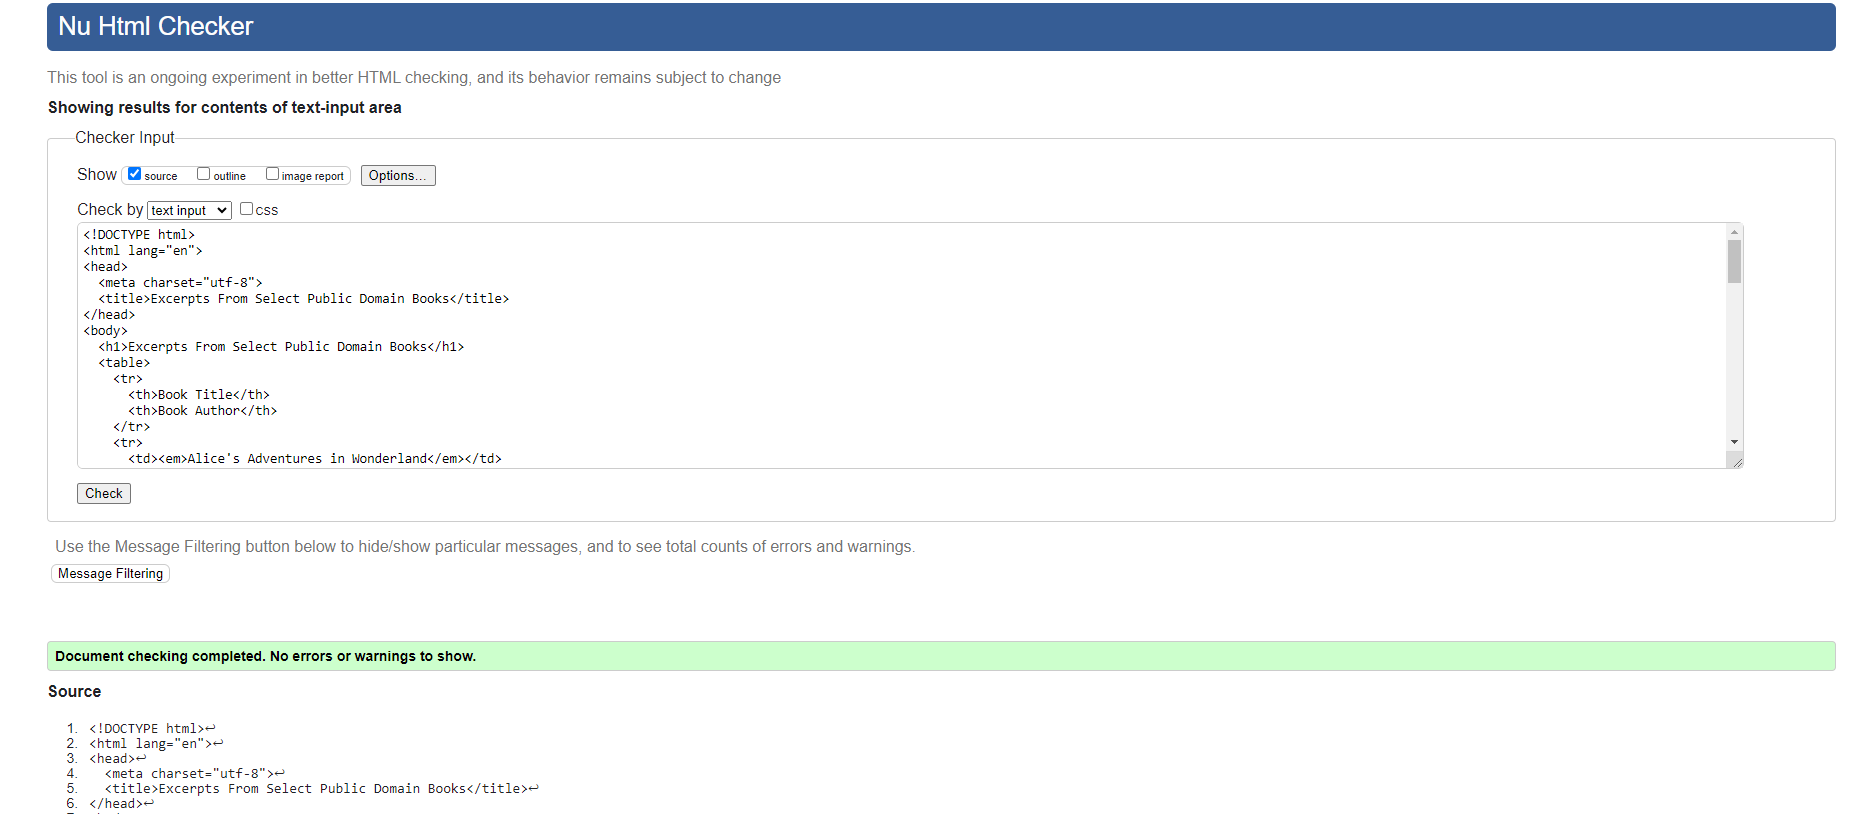 Nu Html Checker
This tool is an ongoing experiment in better HTML checking, and its behavior remains subject to change
Showing results for contents of text-input area
Checker Input
Show source outline image report Options...
Check by text input css
<!DOCTYPE html>
<html lang="en">
<head>
  <meta charset="utf-8">
  <title>Excerpts From Select Public Domain Books</title>
</head>
<body>
  <h1>Excerpts From Select Public Domain Books</h1>
  <table>
    <tr>
      <th>Book Title</th>
      <th>Book Author</th>
    </tr>
    <tr>
      <td><em>Alice's Adventures in Wonderland</em></td>
Check
Use the Message Filtering button below to hide/show particular messages, and to see total counts of errors and warnings.
Message Filtering
Document checking completed. No errors or warnings to show.
Source
1. <!DOCTYPE html>↩
2. <html lang="en">↩
3. <head>↩
4.   <meta charset="utf-8">↩
5.   <title>Excerpts From Select Public Domain Books</title>↩
6. </head>↩